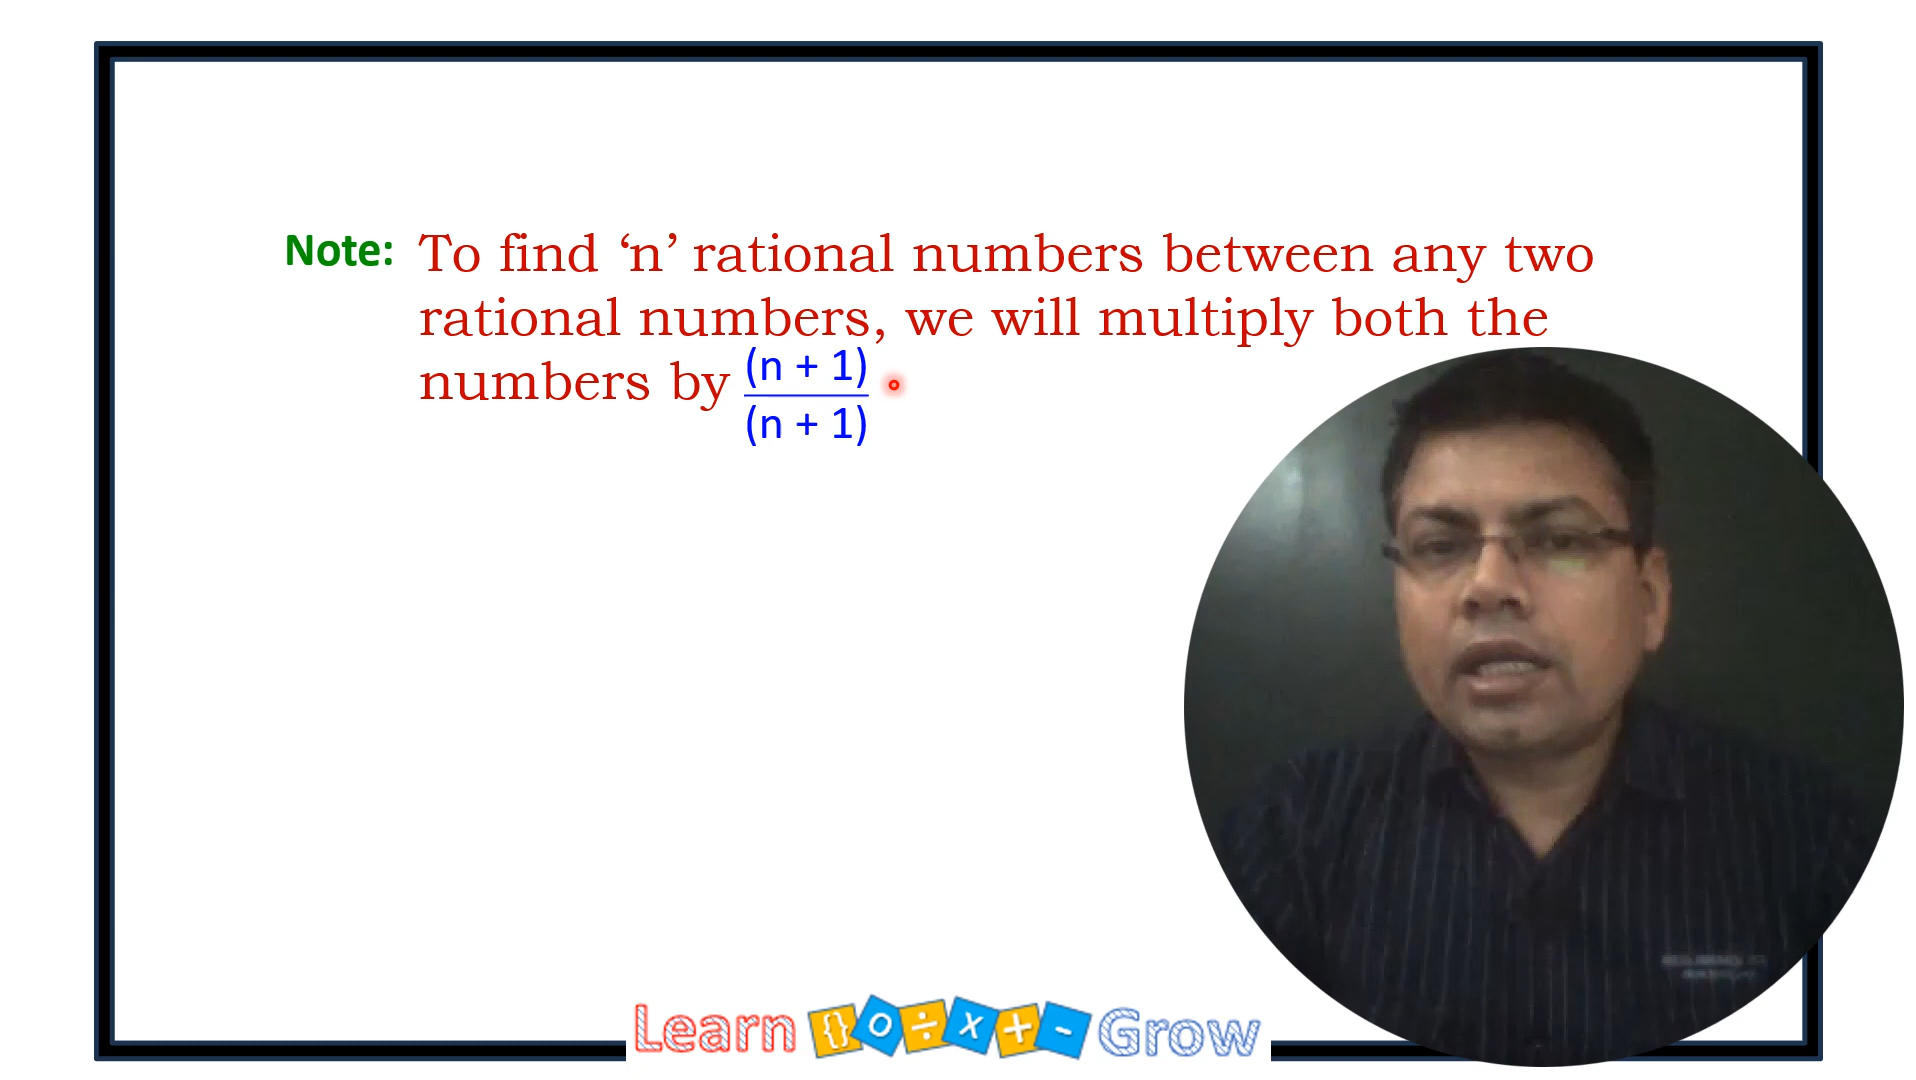 Note: To find ‘n’ rational numbers between any two
rational numbers, we will multiply both the
numbers by (n + 1)
(n + 1)
Learn {} O ÷ x + - Grow